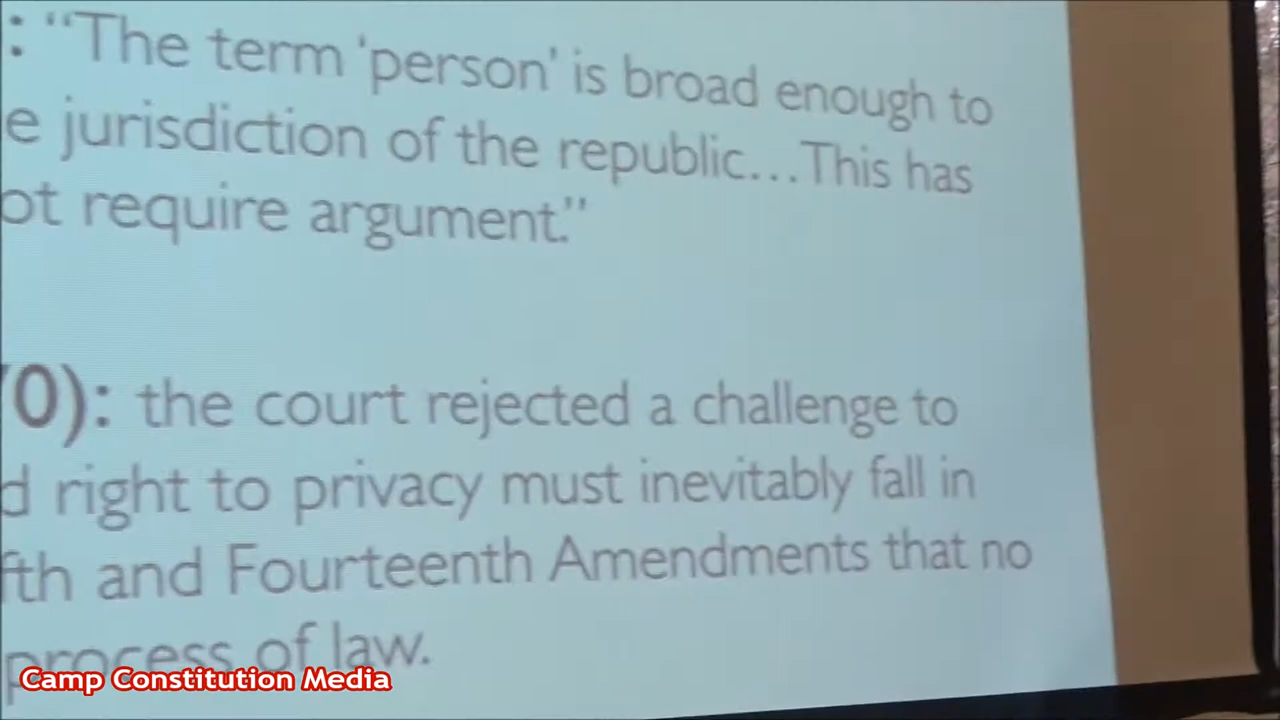 : “The term ‘person’ is broad enough to
e jurisdiction of the republic...This has
ot require argument.”
0): the court rejected a challenge to
d right to privacy must inevitably fall in
fth and Fourteenth Amendments that no
process of law.
Camp Constitution Media